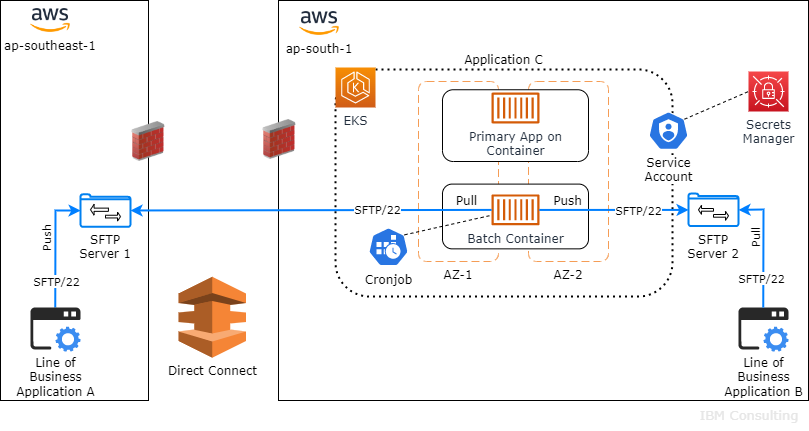 aws
ap-southeast-1
aws
ap-south-1
Application C
EKS
Primary App on
Container
Secrets
Manager
Service
Account
Push
SFTP/22
SFTP
Server 1
SFTP/22
Pull
Push
Batch Container
SFTP/22
SFTP
Server 2
Pull
SFTP/22
Cronjob
AZ-1
AZ-2
Line of
Business
Application A
Direct Connect
Line of
Business
Application B
IBM Consulting